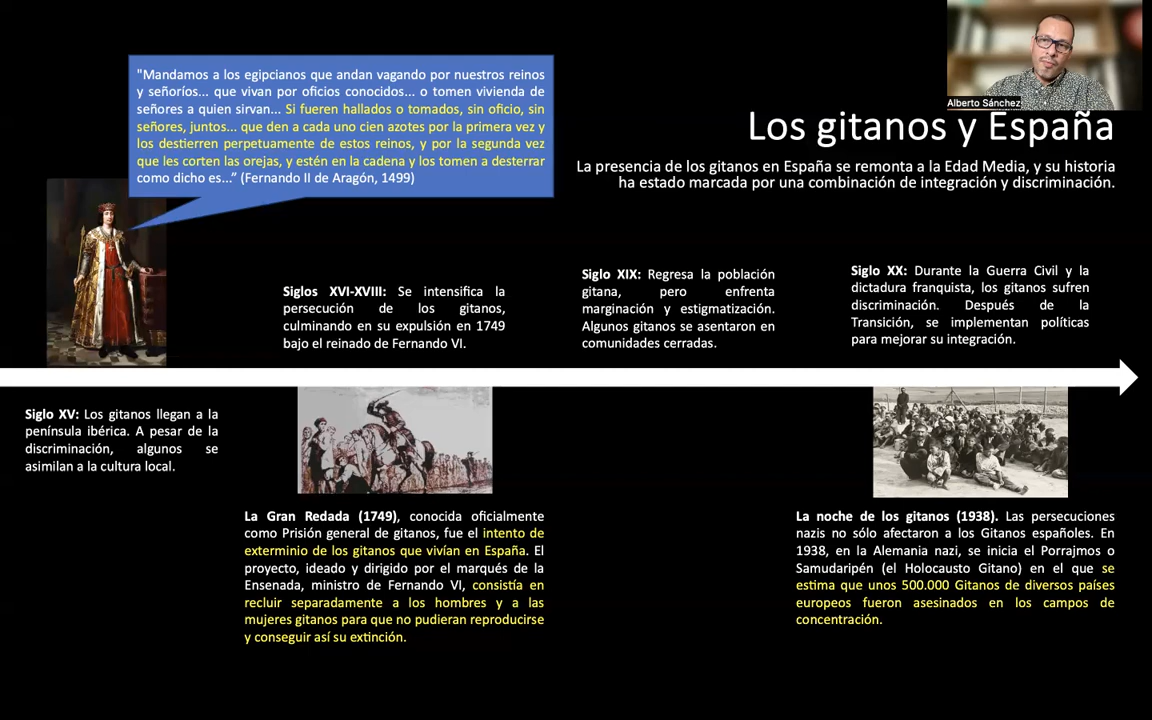 "Mandamos a los egipcianos que andan vagando por nuestros reinos
y señoríos... que vivan por oficios conocidos... o tomen vivienda de
señores a quien sirvan... Si fueren hallados o tomados, sin oficio, sin
señores, juntos... que den a cada uno cien azotes por la primera vez y
los destierren perpetuamente de estos reinos, y por la segunda vez
que les corten las orejas, y estén en la cadena y los tomen a desterrar
como dicho es..." (Fernando II de Aragón, 1499)
Alberto Sánchez
Los gitanos y España
La presencia de los gitanos en España se remonta a la Edad Media, y su historia
ha estado marcada por una combinación de integración y discriminación.
Siglos XVI-XVIII: Se intensifica la
persecución de los gitanos,
culminando en su expulsión en 1749
bajo el reinado de Fernando VI.
Siglo XIX: Regresa la población
gitana, pero enfrenta
marginación y estigmatización.
Algunos gitanos se asentaron en
comunidades cerradas.
Siglo XX: Durante la Guerra Civil y la
dictadura franquista, los gitanos sufren
discriminación. Después de la
Transición, se implementan políticas
para mejorar su integración.
Siglo XV: Los gitanos llegan a la
península ibérica. A pesar de la
discriminación, algunos se
asimilan a la cultura local.
La Gran Redada (1749), conocida oficialmente
como Prisión general de gitanos, fue el intento de
exterminio de los gitanos que vivían en España. El
proyecto, ideado y dirigido por el marqués de la
Ensenada, ministro de Fernando VI, consistía en
recluir separadamente a los hombres y a las
mujeres gitanos para que no pudieran reproducirse
y conseguir así su extinción.
La noche de los gitanos (1938). Las persecuciones
nazis no sólo afectaron a los Gitanos españoles. En
1938, en la Alemania nazi, se inicia el Porrajmos o
Samudaripén (el Holocausto Gitano) en el que se
estima que unos 500.000 Gitanos de diversos países
europeos fueron asesinados en los campos de
concentración.